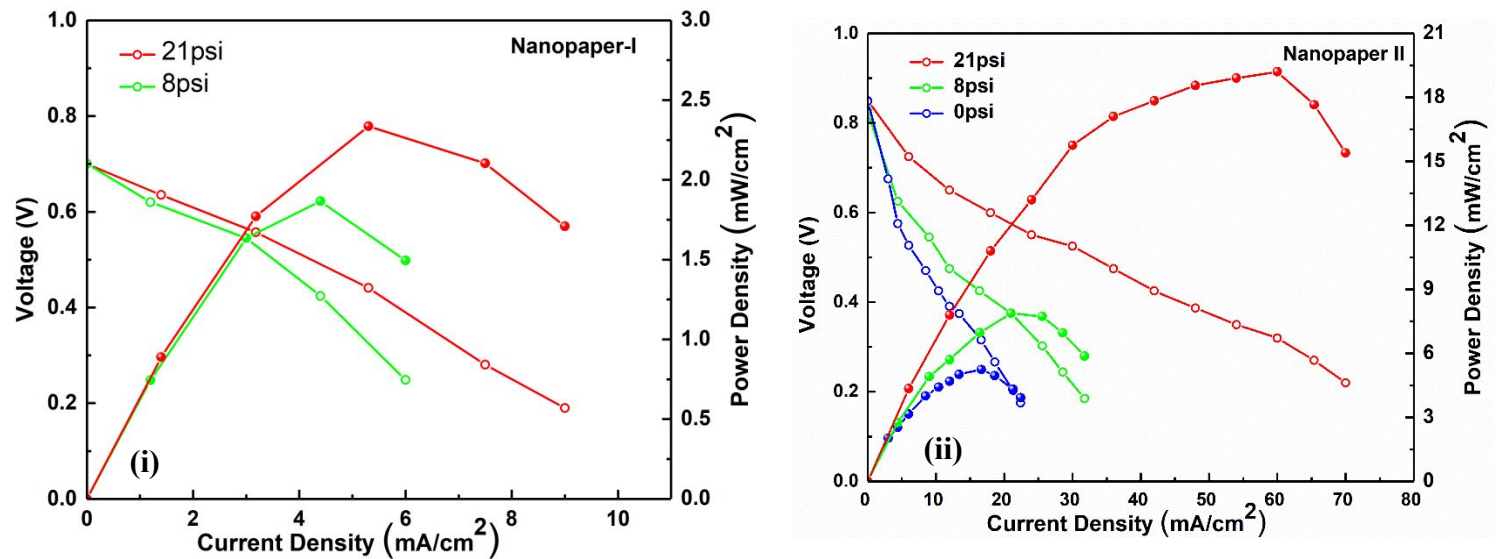 Nanopaper-I
21psi
8psi
Voltage (V)
1.0
0.8
0.6
0.4
0.2
0.0
0 2 4 6 8 10
Current Density (mA/cm2)
3.0
2.5
2.0
1.5
1.0
0.5
0.0
Power Density (mW/cm2)
(i)
Nanopaper II
21psi
8psi
0psi
Voltage (V)
1.0
0.8
0.6
0.4
0.2
0.0
0 10 20 30 40 50 60 70 80
Current Density (mA/cm2)
21
18
15
12
9
6
3
0
Power Density (mW/cm2)
(ii)